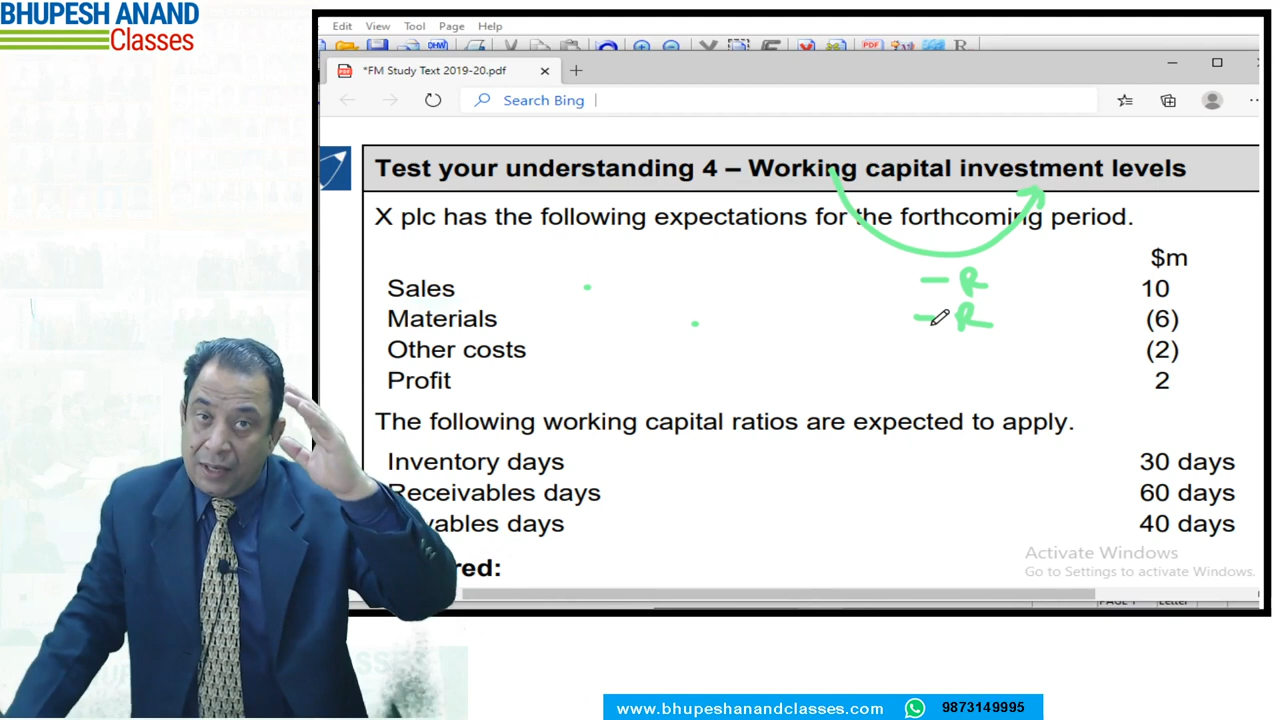 BHUPESH ANAND
Classes
Edit View Tool Page Help
*FM Study Text 2019-20.pdf
Search Bing
Test your understanding 4 – Working capital investment levels
X plc has the following expectations for the forthcoming period.
$m
Sales – R 10
Materials – R (6)
Other costs (2)
Profit 2
The following working capital ratios are expected to apply.
Inventory days 30 days
Receivables days 60 days
yables days 40 days
red:
Activate Windows
Go to Settings to activate Windows.
www.bhupeshanandclasses.com 9873149995